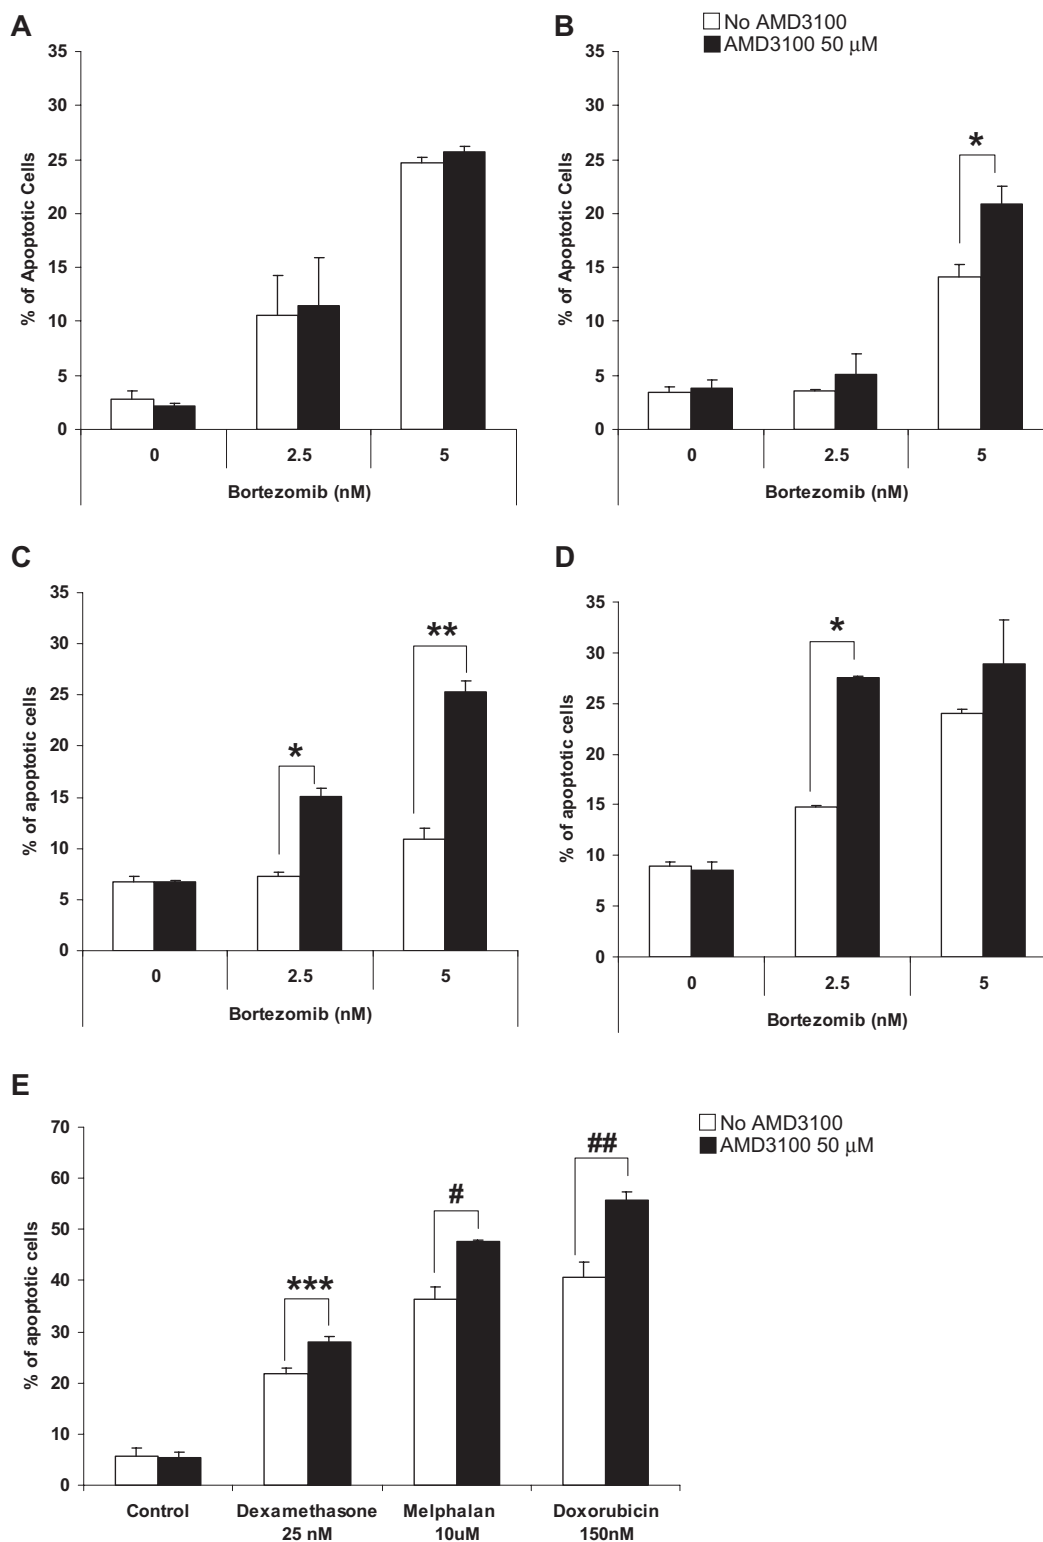 A
% of Apoptotic Cells
35
30
25
20
15
10
5
0
0 2.5 5
Bortezomib (nM)
B
No AMD3100
AMD3100 50 μM
% of Apoptotic Cells
35
30
25
20
15
10
5
0
*
0 2.5 5
Bortezomib (nM)
C
% of apoptotic cells
35
30
25
20
15
10
5
0
*
**
0 2.5 5
Bortezomib (nM)
D
% of apoptotic cells
35
30
25
20
15
10
5
0
*
0 2.5 5
Bortezomib (nM)
E
No AMD3100
AMD3100 50 μM
% of apoptotic cells
70
60
50
40
30
20
10
0
***
#
##
Control Dexamethasone Melphalan Doxorubicin
25 nM 10uM 150nM